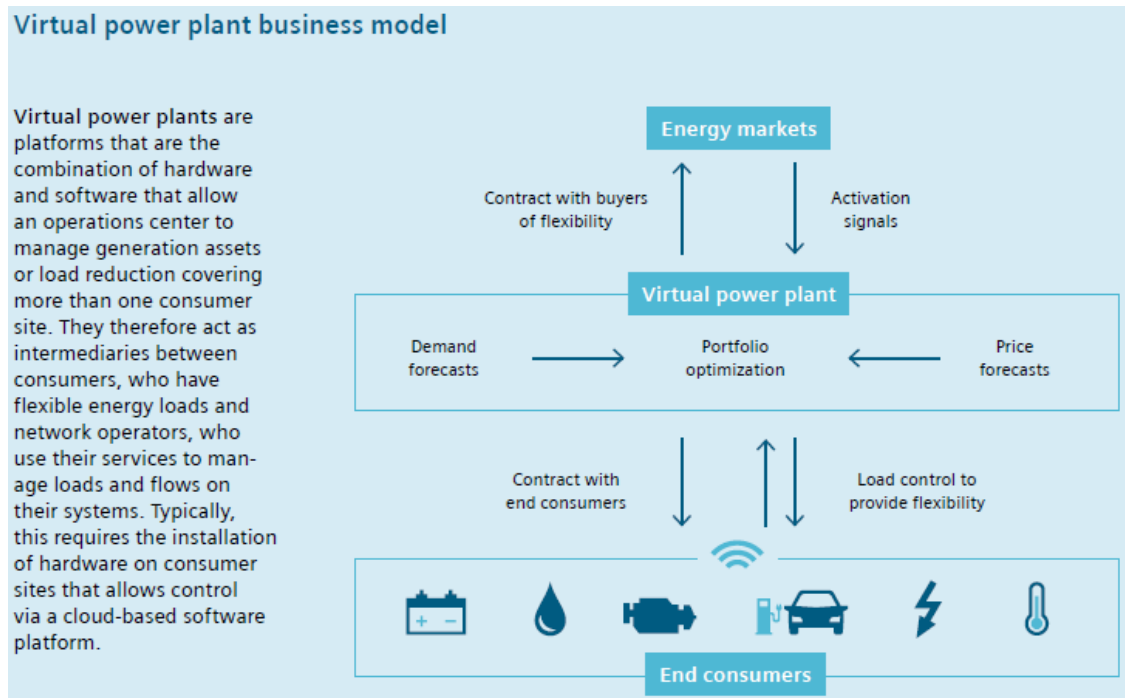 Virtual power plant business model
Virtual power plants are
platforms that are the
combination of hardware
and software that allow
an operations center to
manage generation assets
or load reduction covering
more than one consumer
site. They therefore act as
intermediaries between
consumers, who have
flexible energy loads and
network operators, who
use their services to man-
age loads and flows on
their systems. Typically,
this requires the installation
of hardware on consumer
sites that allows control
via a cloud-based software
platform.
Energy markets
Contract with buyers
of flexibility
Activation
signals
Virtual power plant
Demand
forecasts
Portfolio
optimization
Price
forecasts
Contract with
end consumers
Load control to
provide flexibility
+ -
End consumers